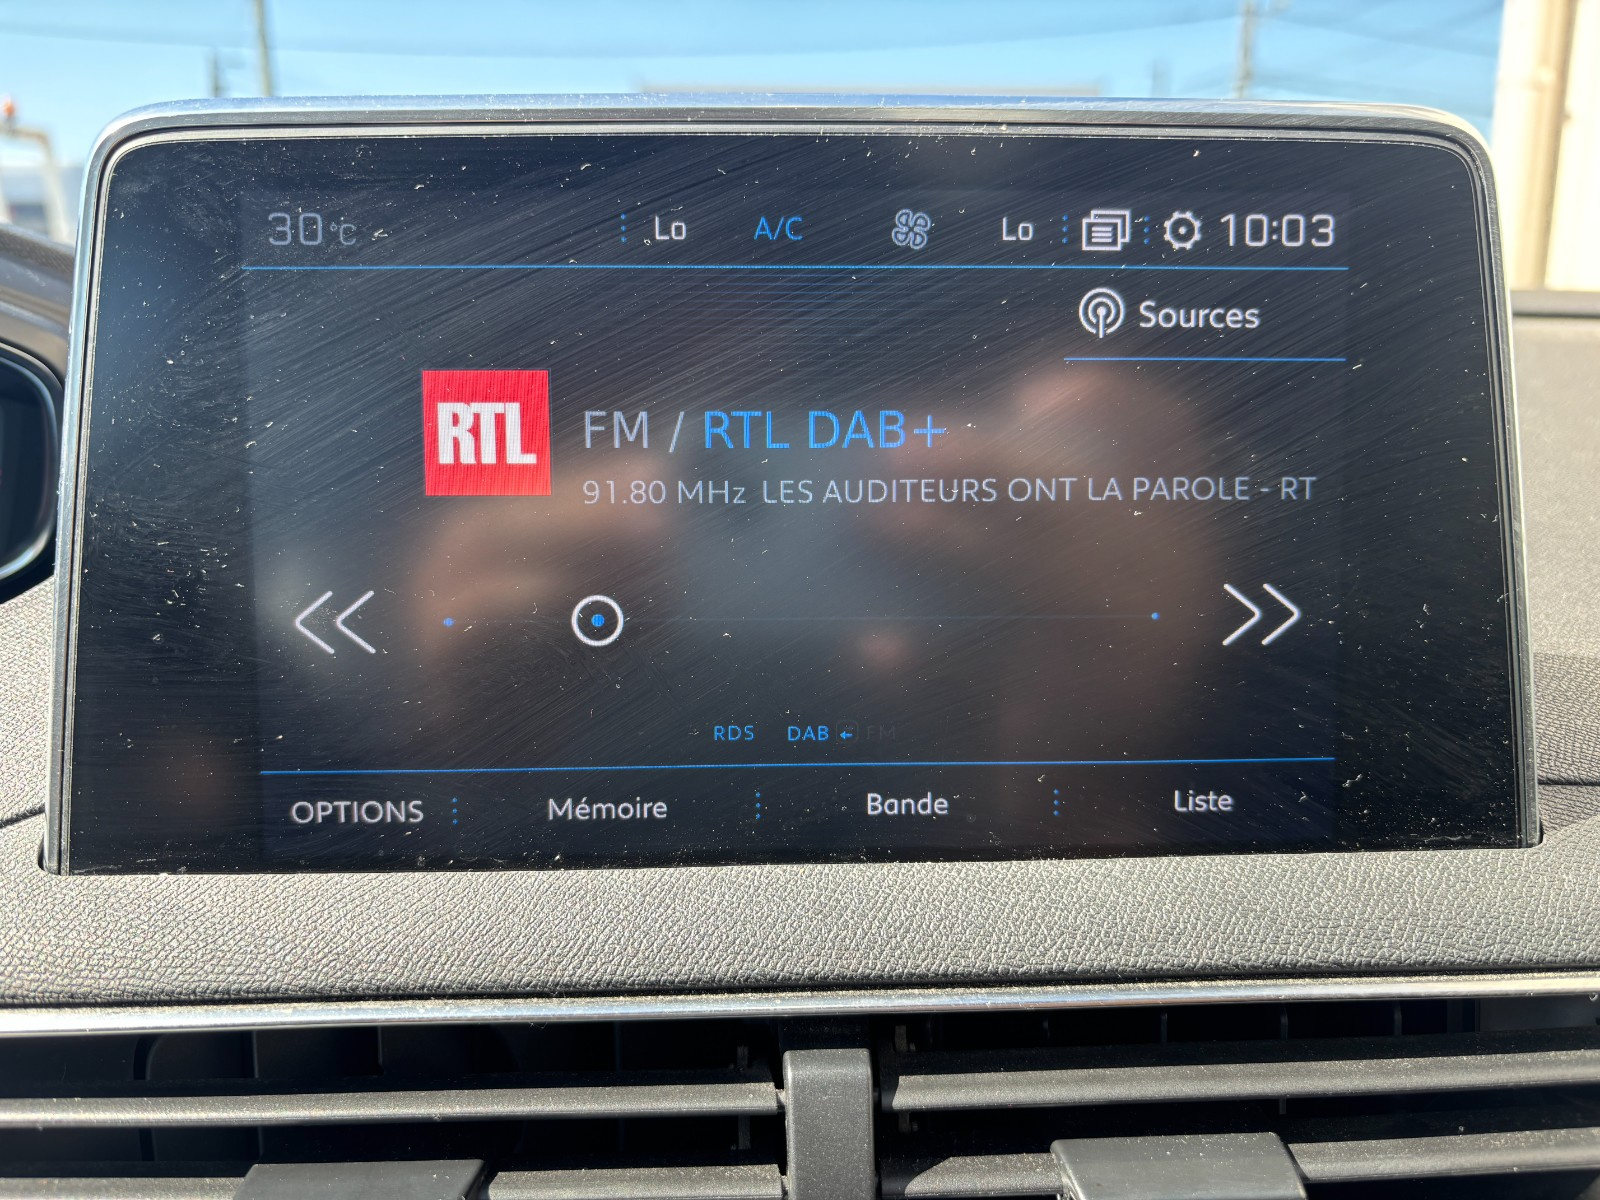 30°C Lo A/C Lo 10:03
Sources
RTL
FM / RTL DAB+
91.80 MHz LES AUDITEURS ONT LA PAROLE - RT
RDS DAB FM
OPTIONS Mémoire Bande Liste